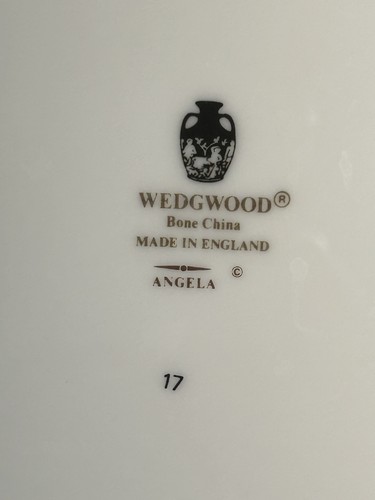 WEDGWOOD®
Bone China
MADE IN ENGLAND
©
ANGELA
17